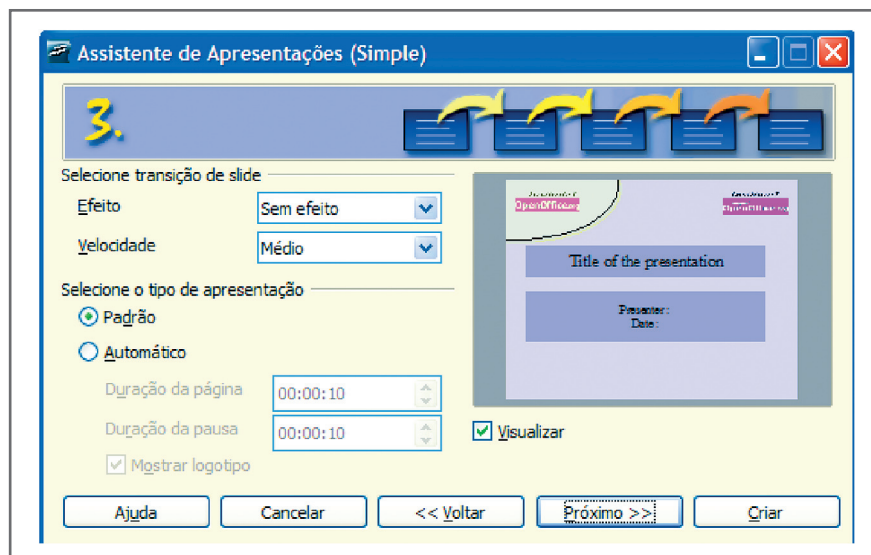 Assistente de Apresentações (Simple)
3.
Selecione transição de slide
Efeito
Sem efeito
Velocidade
Médio
Selecione o tipo de apresentação
Padrão
Automático
Duração da página
00:00:10
Duração da pausa
00:00:10
Mostrar logotipo
OpenOffice.org
OpenOffice.org
Title of the presentation
Presenter:
Date:
Visualizar
Ajuda
Cancelar
<< Voltar
Próximo >>
Criar